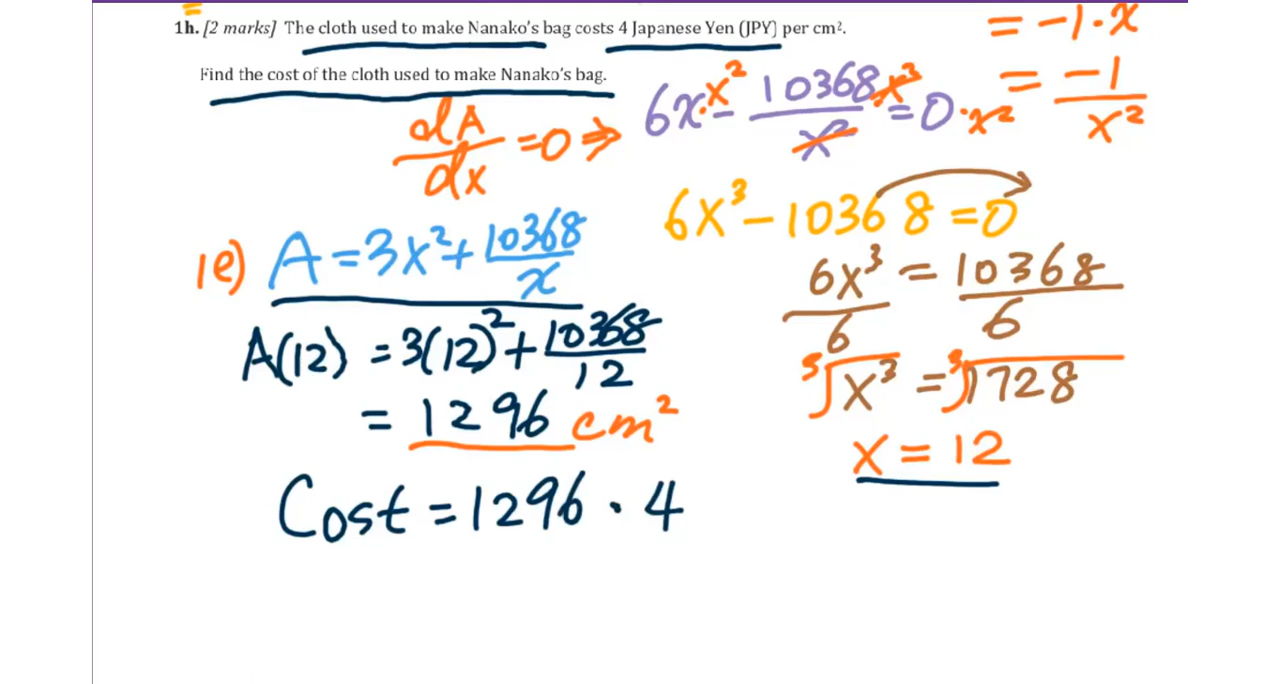 1h. [2 marks] The cloth used to make Nanako's bag costs 4 Japanese Yen (JPY) per cm².
Find the cost of the cloth used to make Nanako's bag.
= -1·x
= -1/x²
dA/dx = 0 ⇒ 6x·x² - 10368/x² x³ = 0·x²
6x³ - 10368 = 0
6x³/6 = 10368/6
³√x³ = ³√1728
x = 12
1e) A = 3x² + 10368/x
A(12) = 3(12)² + 10368/12
= 1296 cm²
Cost = 1296 · 4